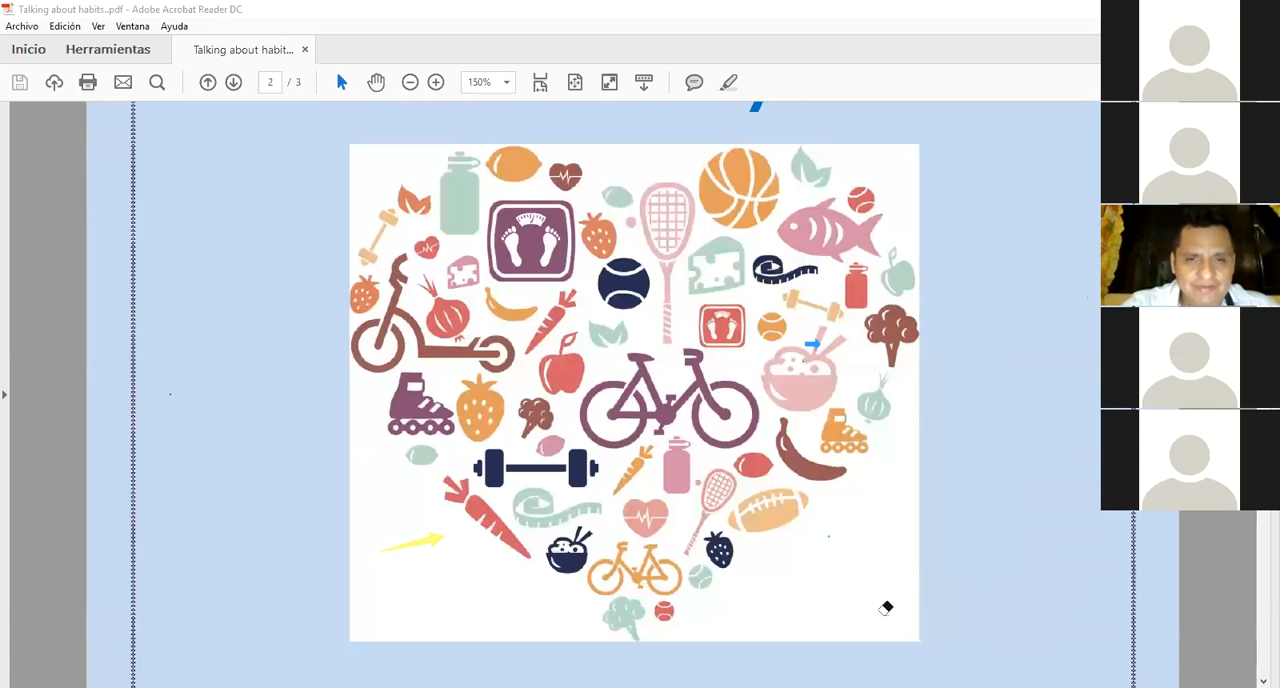 Talking about habits..pdf - Adobe Acrobat Reader DC
Archivo Edición Ver Ventana Ayuda
Inicio Herramientas Talking about habit... ×
2 / 3 150%